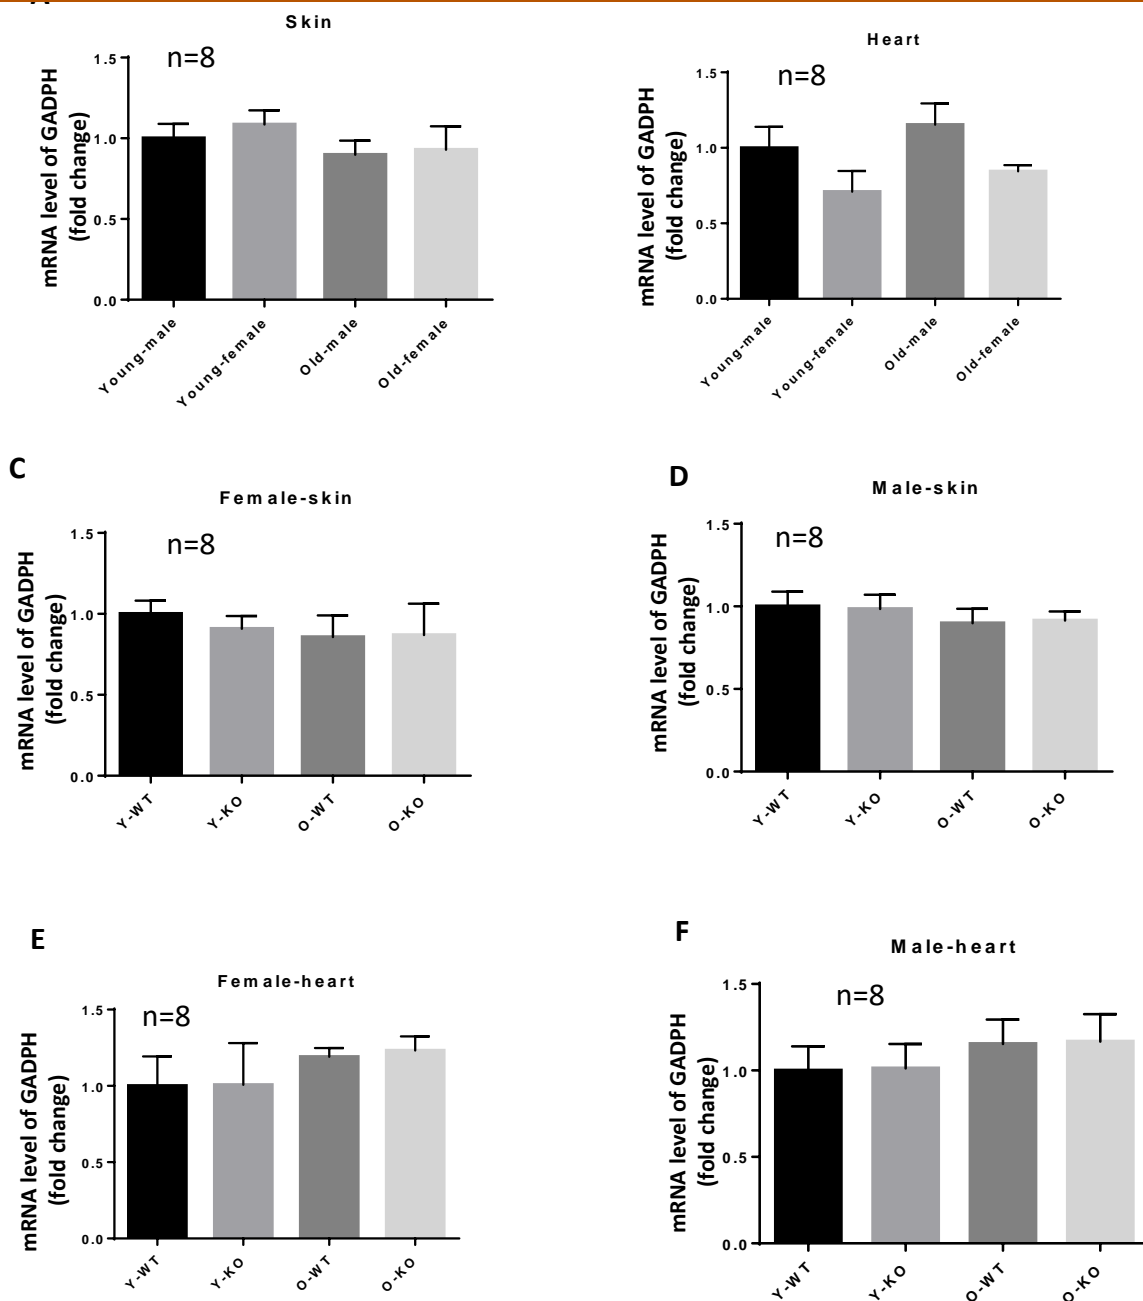 Skin
n=8
mRNA level of GADPH
(fold change)
1.5
1.0
0.5
0.0
Young-male
Young-female
Old-male
Old-female
Heart
n=8
mRNA level of GADPH
(fold change)
1.5
1.0
0.5
0.0
Young-male
Young-female
Old-male
Old-female
C
Female-skin
n=8
mRNA level of GADPH
(fold change)
1.5
1.0
0.5
0.0
Y-WT
Y-KO
O-WT
O-KO
D
Male-skin
n=8
mRNA level of GADPH
(fold change)
1.5
1.0
0.5
0.0
Y-WT
Y-KO
O-WT
O-KO
E
Female-heart
n=8
mRNA level of GADPH
(fold change)
1.5
1.0
0.5
0.0
Y-WT
Y-KO
O-WT
O-KO
F
Male-heart
n=8
mRNA level of GADPH
(fold change)
1.5
1.0
0.5
0.0
Y-WT
Y-KO
O-WT
O-KO